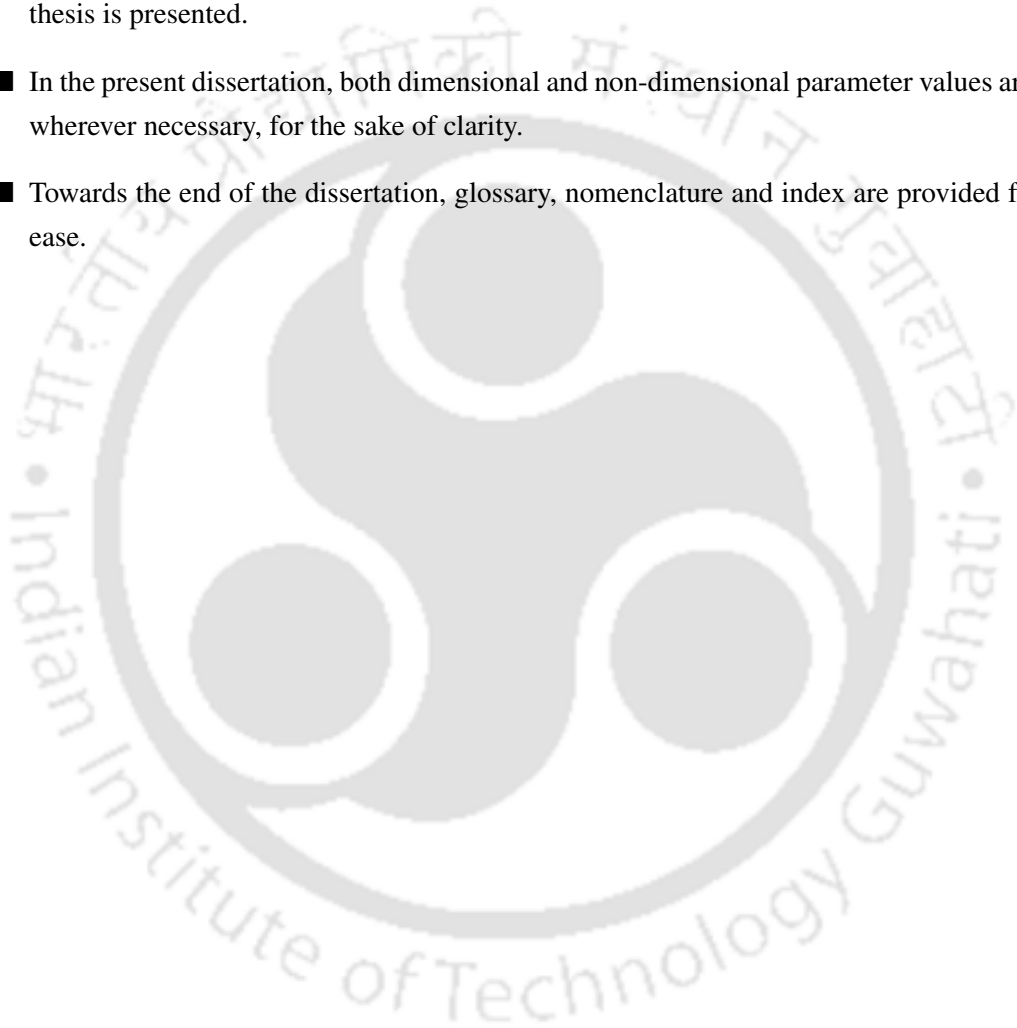 thesis is presented.
■ In the present dissertation, both dimensional and non-dimensional parameter values
wherever necessary, for the sake of clarity.
■ Towards the end of the dissertation, glossary, nomenclature and index are provided
ease.
भारतीय प्रौद्योगिकी संस्थान गुवाहाटी
• Indian Institute of Technology Guwahati •